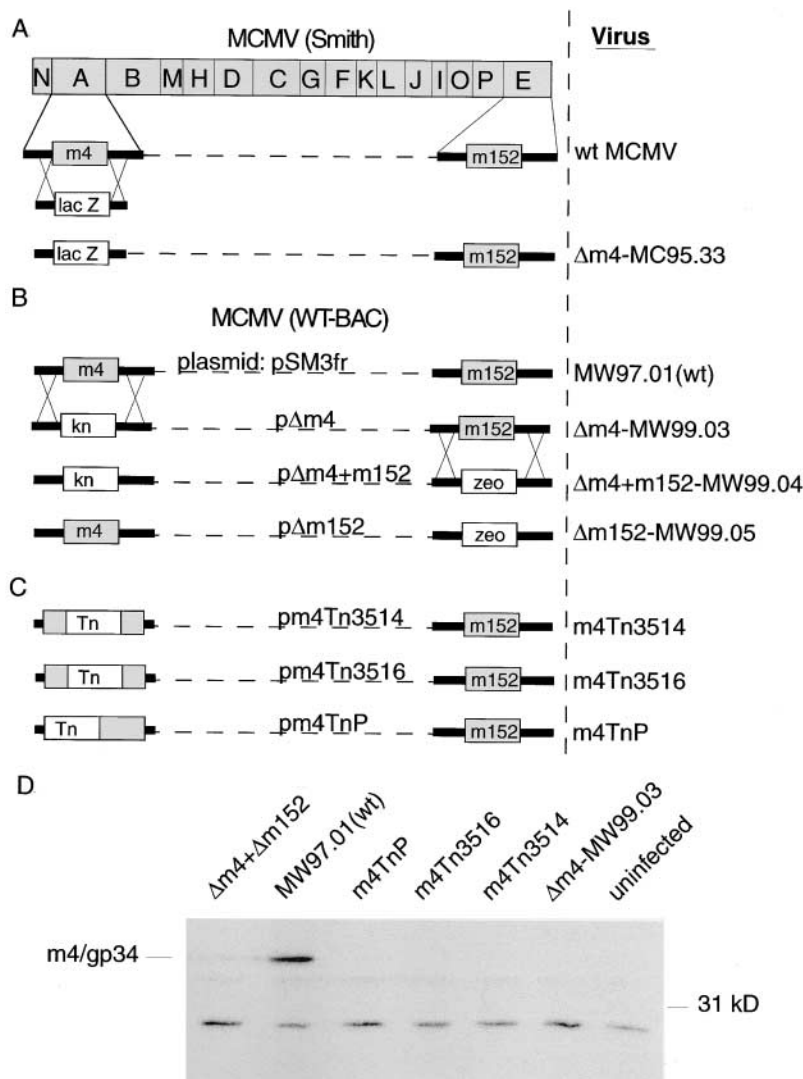 A
MCMV (Smith)
Virus
N A B M H D C G F K L J I O P E
m4 m152 wt MCMV
lac Z
lac Z m152 Δm4-MC95.33
B
MCMV (WT-BAC)
m4 plasmid: pSM3fr m152 MW97.01(wt)
kn pΔm4 m152 Δm4-MW99.03
kn pΔm4+m152 zeo Δm4+m152-MW99.04
m4 pΔm152 zeo Δm152-MW99.05
C
Tn pm4Tn3514 m152 m4Tn3514
Tn pm4Tn3516 m152 m4Tn3516
Tn pm4TnP m152 m4TnP
D
Δm4+Δm152
MW97.01(wt)
m4TnP
m4Tn3516
m4Tn3514
Δm4-MW99.03
uninfected
m4/gp34
31 kD